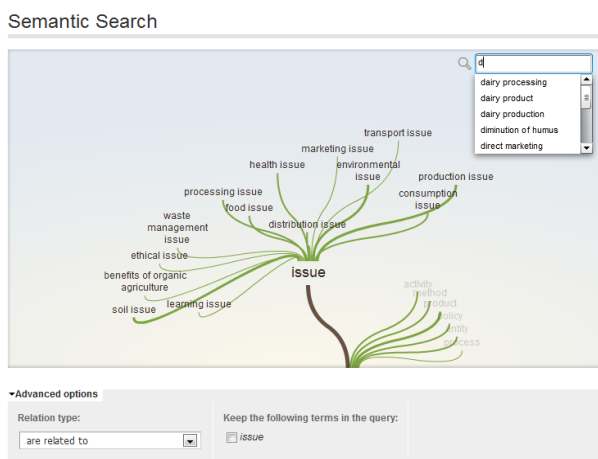 Semantic Search
d
dairy processing
dairy product
dairy production
diminution of humus
direct marketing
transport issue
marketing issue
health issue
environmental
issue
production issue
processing issue
consumption
issue
food issue
waste
management
issue
distribution issue
ethical issue
issue
benefits of organic
agriculture
learning issue
soil issue
activity
method
product
policy
entity
process
Advanced options
Relation type:
Keep the following terms in the query:
are related to
issue